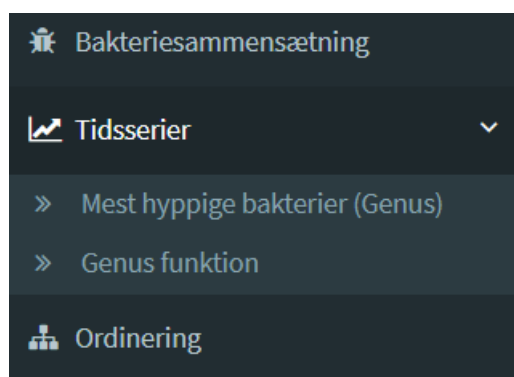 Bakteriesammensætning
Tidsserier
Mest hyppige bakterier (Genus)
Genus funktion
Ordinering